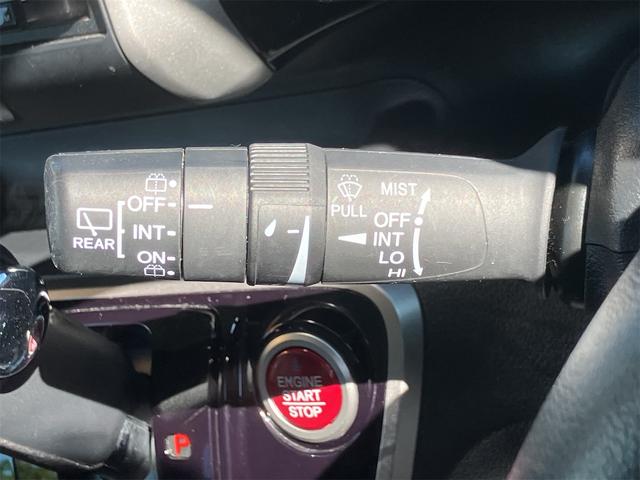 REAR
OFF
INT
ON
PULL
MIST
OFF
INT
LO
HI
ENGINE
START
STOP
P